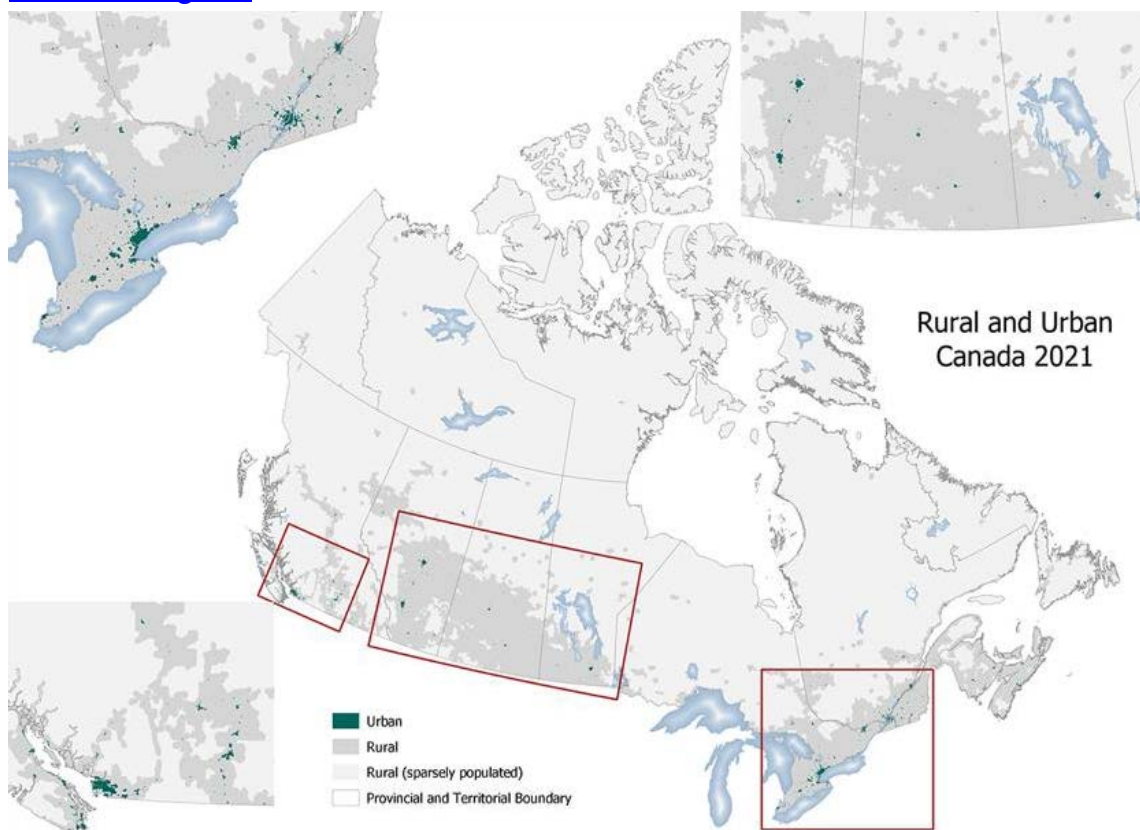 Rural and Urban
Canada 2021
Urban
Rural
Rural (sparsely populated)
Provincial and Territorial Boundary